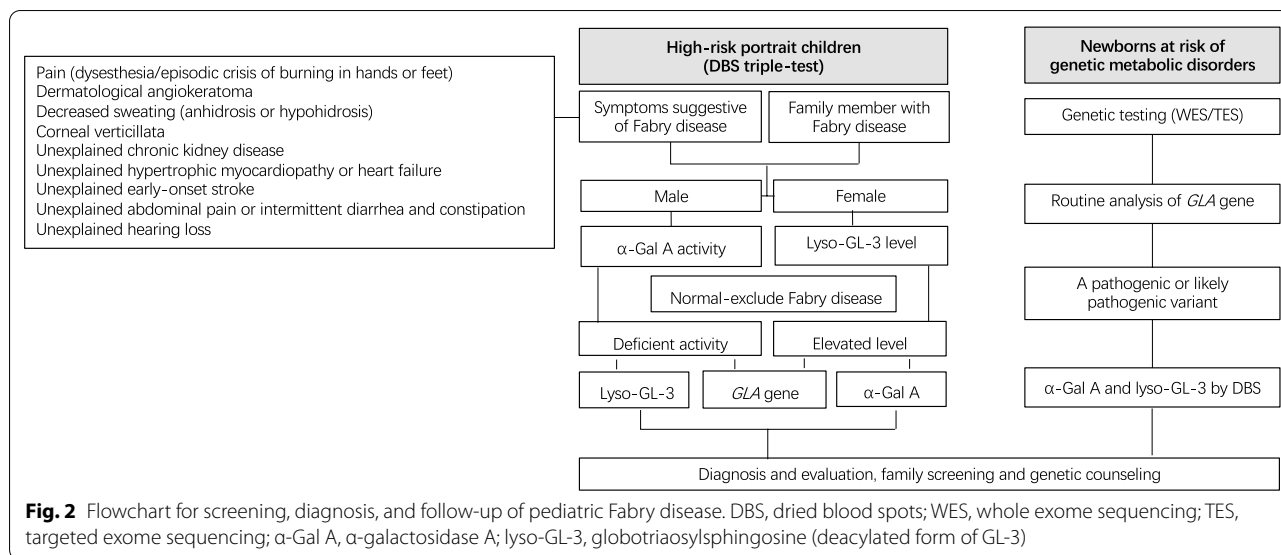 Pain (dysesthesia/episodic crisis of burning in hands or feet)
Dermatological angiokeratoma
Decreased sweating (anhidrosis or hypohidrosis)
Corneal verticillata
Unexplained chronic kidney disease
Unexplained hypertrophic myocardiopathy or heart failure
Unexplained early-onset stroke
Unexplained abdominal pain or intermittent diarrhea and constipation
Unexplained hearing loss
High-risk portrait children
(DBS triple-test)
Symptoms suggestive
of Fabry disease
Family member with
Fabry disease
Male
Female
α-Gal A activity
Lyso-GL-3 level
Normal-exclude Fabry disease
Deficient activity
Elevated level
Lyso-GL-3
GLA gene
α-Gal A
Newborns at risk of
genetic metabolic disorders
Genetic testing (WES/TES)
Routine analysis of GLA gene
A pathogenic or likely
pathogenic variant
α-Gal A and lyso-GL-3 by DBS
Diagnosis and evaluation, family screening and genetic counseling
Fig. 2 Flowchart for screening, diagnosis, and follow-up of pediatric Fabry disease. DBS, dried blood spots; WES, whole exome sequencing; TES,
targeted exome sequencing; α-Gal A, α-galactosidase A; lyso-GL-3, globotriaosylsphingosine (deacylated form of GL-3)